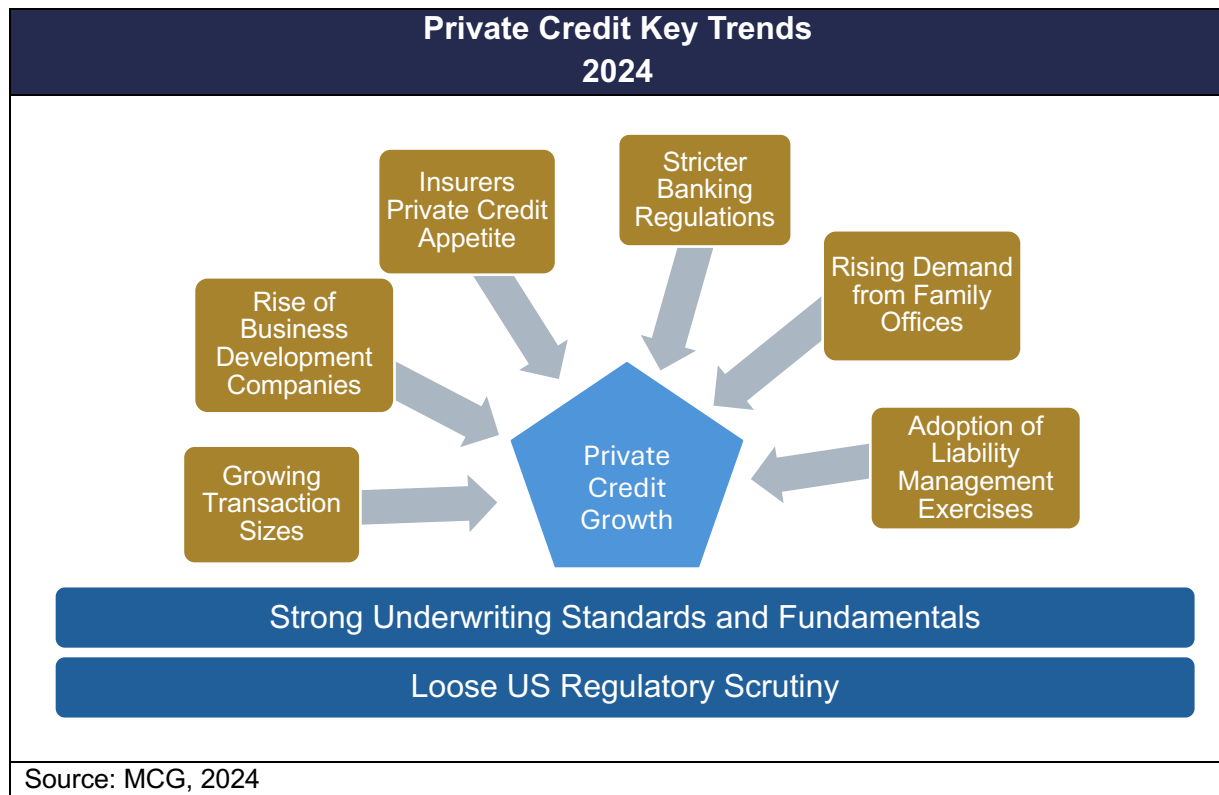 Private Credit Key Trends
2024
Insurers
Private Credit
Appetite
Stricter
Banking
Regulations
Rise of
Business
Development
Companies
Rising Demand
from Family
Offices
Growing
Transaction
Sizes
Private
Credit
Growth
Adoption of
Liability
Management
Exercises
Strong Underwriting Standards and Fundamentals
Loose US Regulatory Scrutiny
Source: MCG, 2024